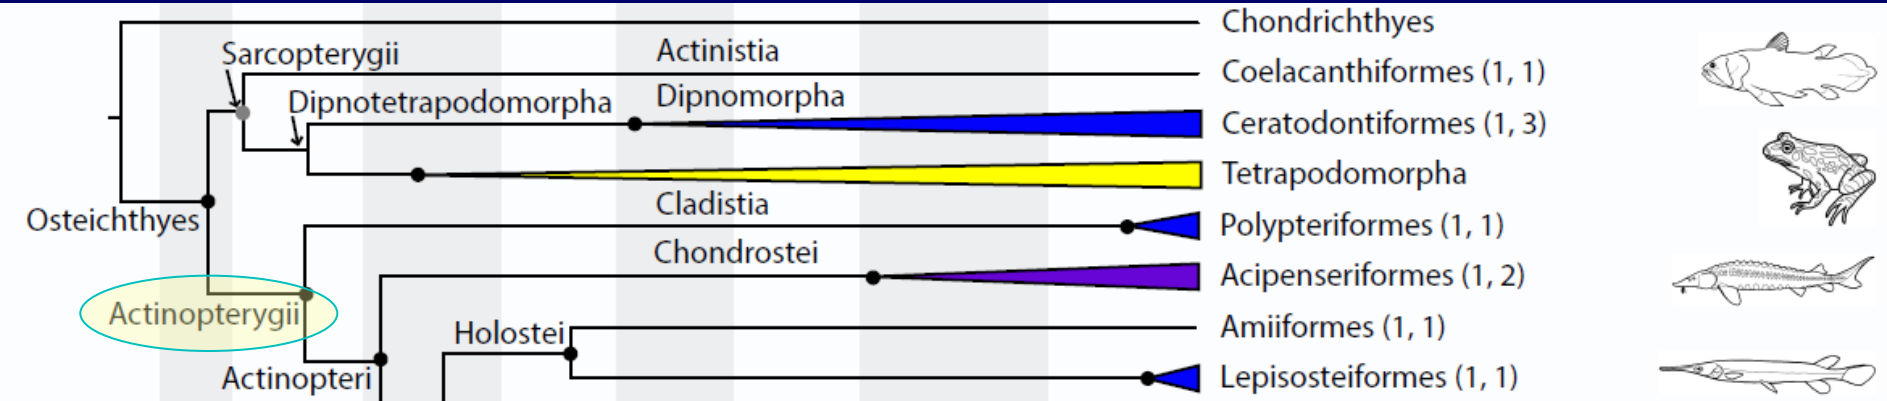 Chondrichthyes
Sarcopterygii
Actinistia
Coelacanthiformes (1, 1)
Dipnotetrapodomorpha
Dipnomorpha
Ceratodontiformes (1, 3)
Tetrapodomorpha
Cladistia
Osteichthyes
Polypteriformes (1, 1)
Chondrostei
Acipenseriformes (1, 2)
Actinopterygii
Holostei
Amiiformes (1, 1)
Actinopteri
Lepisosteiformes (1, 1)